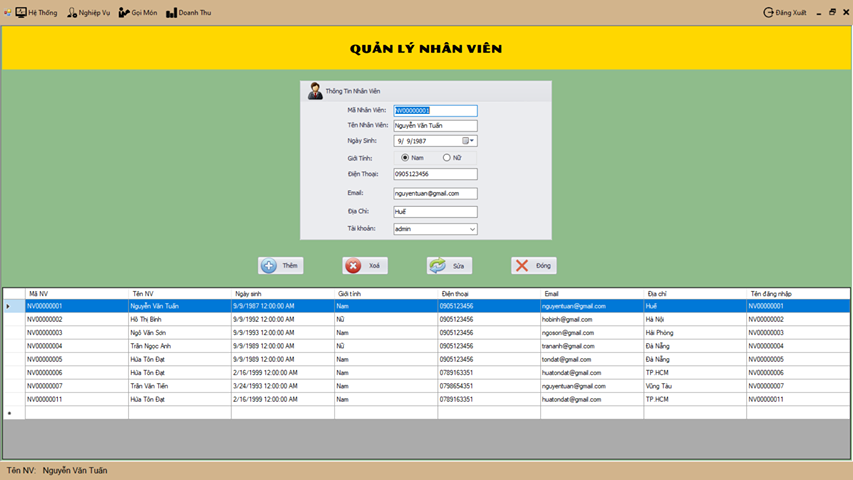 Hệ Thống Nghiệp Vụ Gọi Món Doanh Thu Đăng Xuất
QUẢN LÝ NHÂN VIÊN
Thông Tin Nhân Viên
Mã Nhân Viên: NV00000001
Tên Nhân Viên: Nguyễn Văn Tuấn
Ngày Sinh: 9/ 9/1987
Giới Tính: Nam Nữ
Điện Thoại: 0905123456
Email: nguyentuan@gmail.com
Địa Chỉ: Huế
Tài khoản: admin
Thêm Xoá Sửa Đóng
Mã NV Tên NV Ngày sinh Giới tính Điện thoại Email Địa chỉ Tên đăng nhập
NV00000001 Nguyễn Văn Tuấn 9/9/1987 12:00:00 AM Nam 0905123456 nguyentuan@gmail.com Huế NV00000001
NV00000002 Hồ Thị Bình 9/9/1992 12:00:00 AM Nữ 0905123456 hobinh@gmail.com Hà Nội NV00000002
NV00000003 Ngô Văn Sơn 9/9/1993 12:00:00 AM Nam 0905123456 ngoson@gmail.com Hải Phòng NV00000003
NV00000004 Trần Ngọc Anh 9/9/1989 12:00:00 AM Nữ 0905123456 trananh@gmail.com Đà Nẵng NV00000004
NV00000005 Hứa Tôn Đạt 9/9/1989 12:00:00 AM Nam 0905123456 tondat@gmail.com Đà Nẵng NV00000005
NV00000006 Hứa Tôn Đạt 2/16/1999 12:00:00 AM Nam 0789163351 huatondat@gmail.com TP.HCM NV00000006
NV00000007 Trần Văn Tiến 3/24/1993 12:00:00 AM Nam 0798654351 nguyentuan@gmail.com Vũng Tàu NV00000007
NV00000011 Hứa Tôn Đạt 2/16/1999 12:00:00 AM Nam 0789163351 huatondat@gmail.com TP.HCM NV00000011
Tên NV: Nguyễn Văn Tuấn